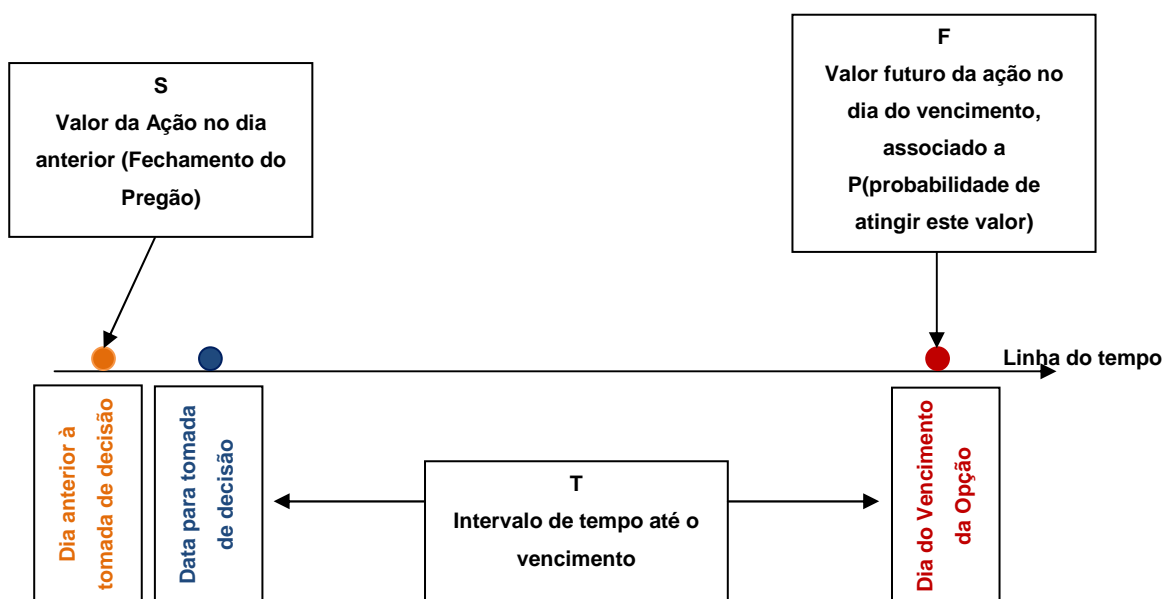 S
Valor da Ação no dia
anterior (Fechamento do
Pregão)
F
Valor futuro da ação no
dia do vencimento,
associado a
P(probabilidade de
atingir este valor)
Linha do tempo
Dia anterior à
tomada de decisão
Data para tomada
de decisão
T
Intervalo de tempo até o
vencimento
Dia do Vencimento
da Opção